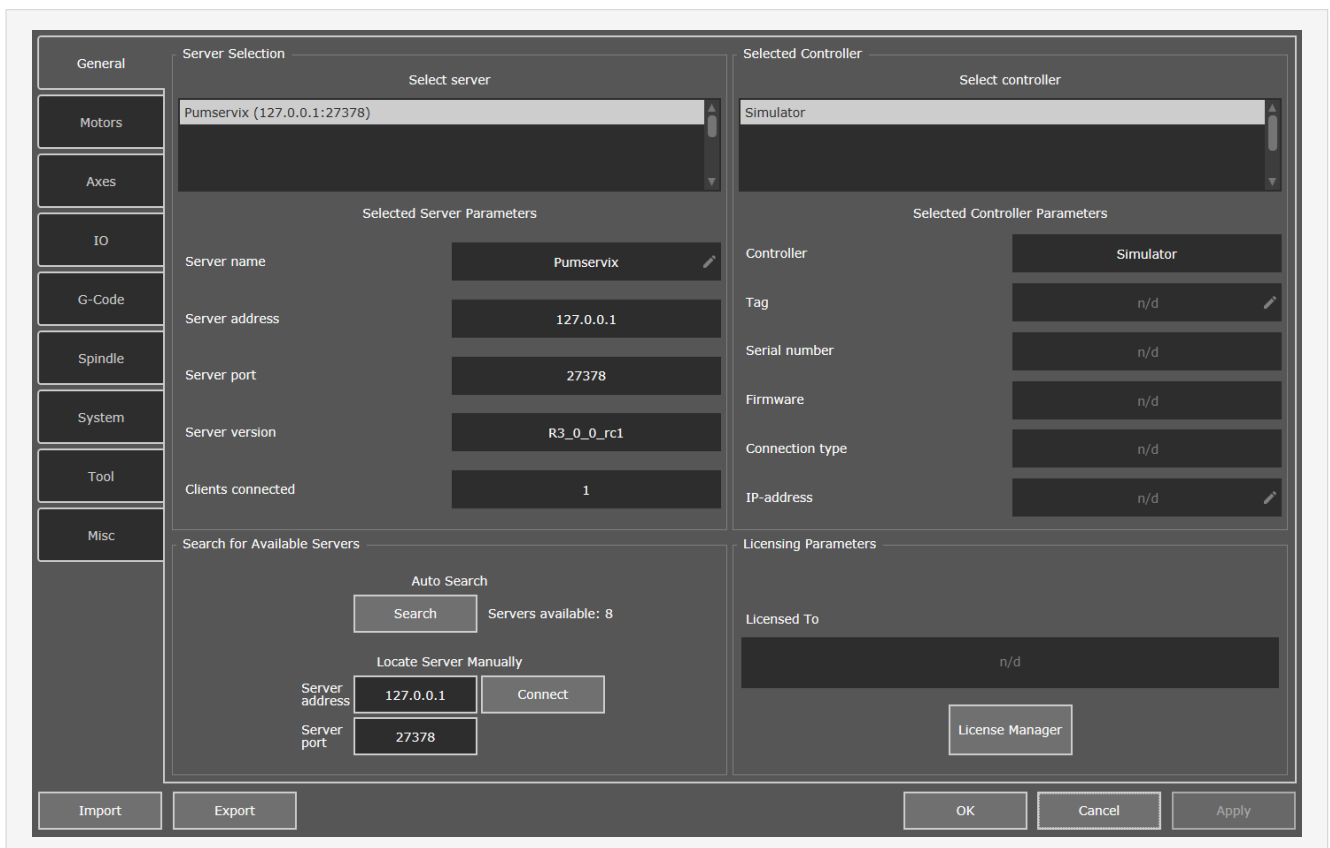 General
Motors
Axes
IO
G-Code
Spindle
System
Tool
Misc
Server Selection
Select server
Pumservix (127.0.0.1:27378)
Selected Server Parameters
Server name
Pumservix
Server address
127.0.0.1
Server port
27378
Server version
R3_0_0_rc1
Clients connected
1
Selected Controller
Select controller
Simulator
Selected Controller Parameters
Controller
Simulator
Tag
n/d
Serial number
n/d
Firmware
n/d
Connection type
n/d
IP-address
n/d
Search for Available Servers
Auto Search
Search
Servers available: 8
Locate Server Manually
Server
address
127.0.0.1
Connect
Server
port
27378
Licensing Parameters
Licensed To
n/d
License Manager
Import
Export
OK
Cancel
Apply